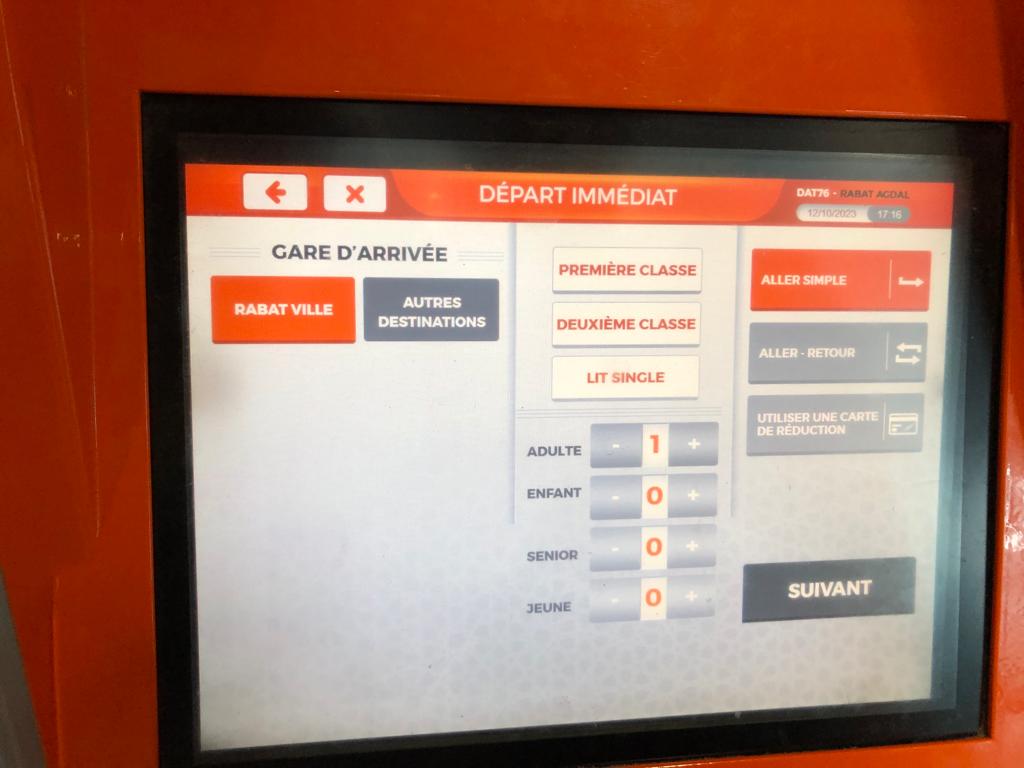 DÉPART IMMÉDIAT
DAT76 - RABAT AGDAL
12/10/2023 17:16
GARE D'ARRIVÉE
RABAT VILLE
AUTRES
DESTINATIONS
PREMIÈRE CLASSE
DEUXIÈME CLASSE
LIT SINGLE
ADULTE - 1 +
ENFANT - 0 +
SENIOR - 0 +
JEUNE - 0 +
ALLER SIMPLE
ALLER - RETOUR
UTILISER UNE CARTE
DE RÉDUCTION
SUIVANT